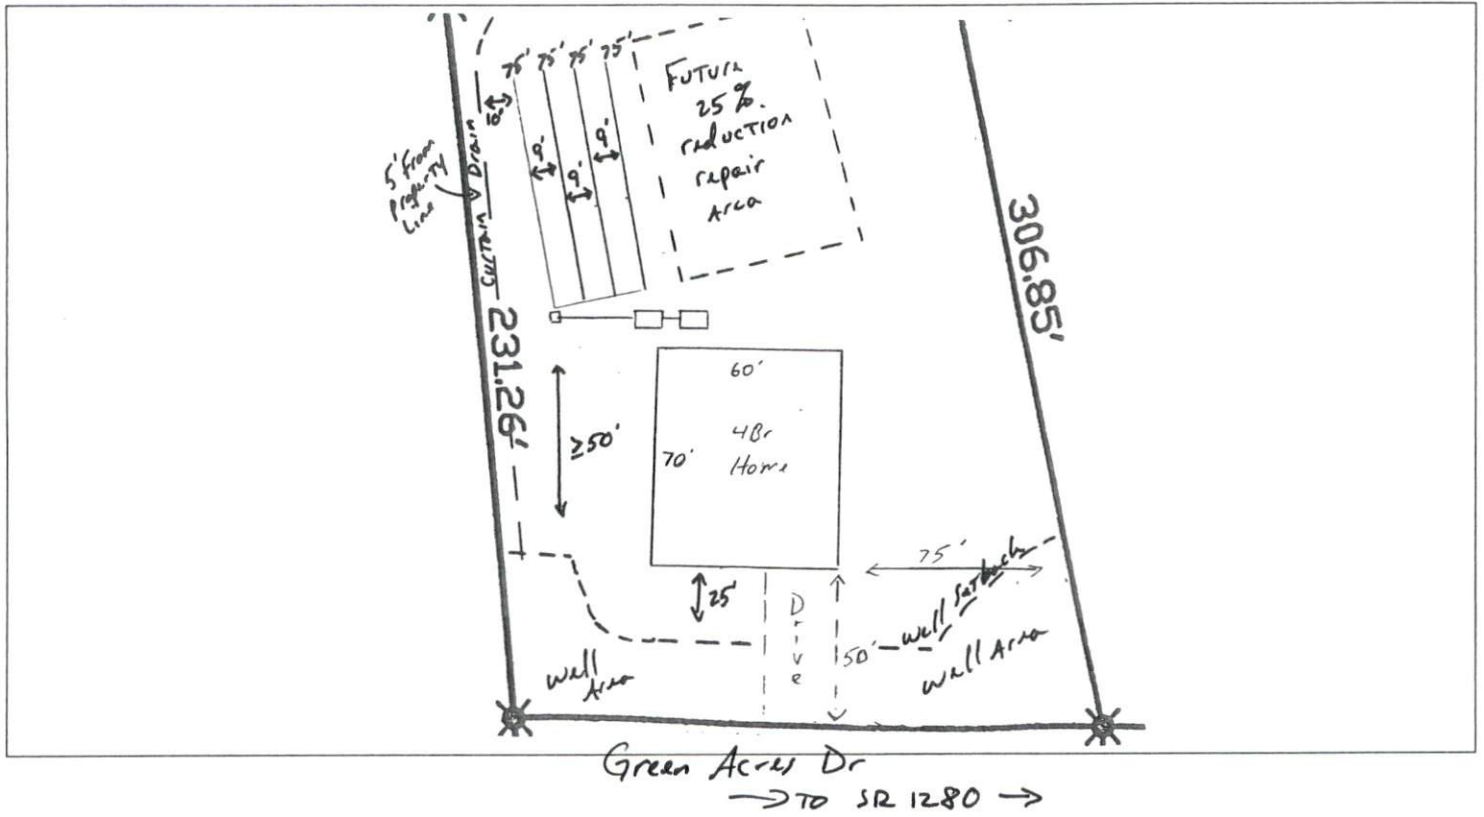 75' 75' 75' 75'
Future
25%.
reduction
repair
Area
10'
9'
9'
9'
5' From
Property
Line
Curtain Drain
231.26'
306.85'
60'
4Br
Home
70'
≥50'
75'
25'
Drive
50'
Well Setback
Well Area
Well
Area
Green Acres Dr
→ TO SR 1280 →